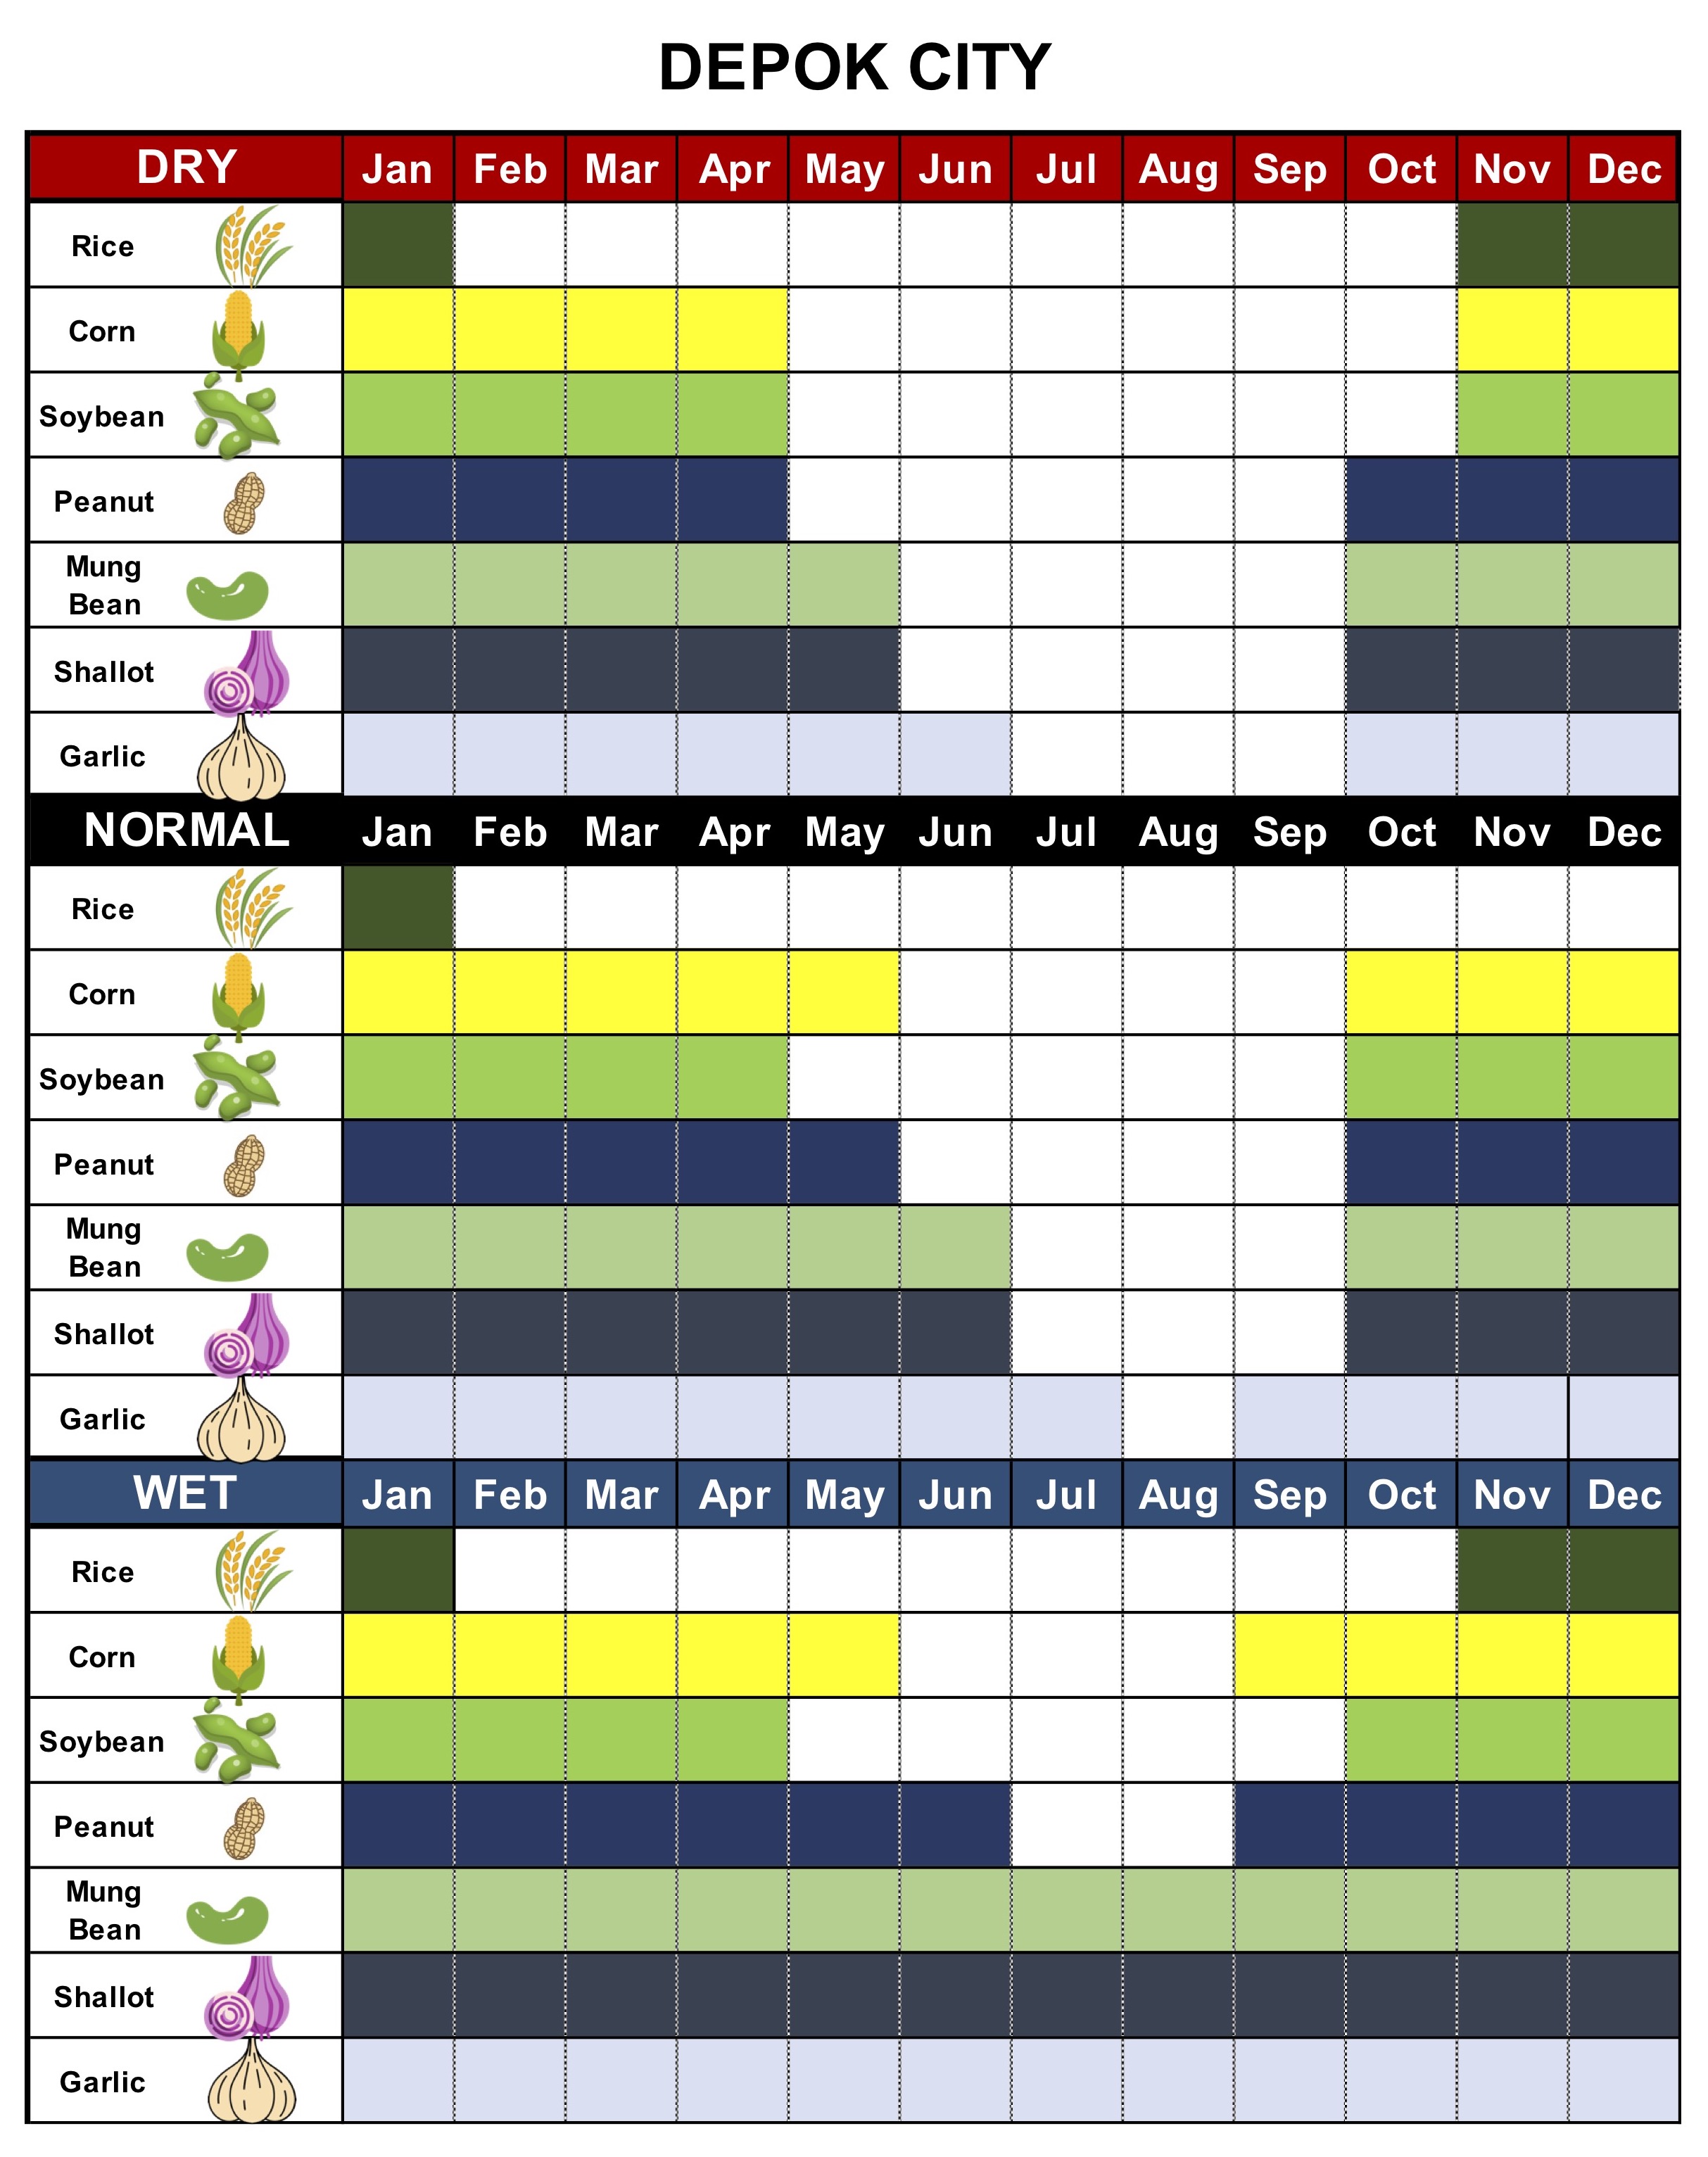 DEPOK CITY
DRY Jan Feb Mar Apr May Jun Jul Aug Sep Oct Nov Dec
Rice
Corn
Soybean
Peanut
Mung
Bean
Shallot
Garlic
NORMAL Jan Feb Mar Apr May Jun Jul Aug Sep Oct Nov Dec
Rice
Corn
Soybean
Peanut
Mung
Bean
Shallot
Garlic
WET Jan Feb Mar Apr May Jun Jul Aug Sep Oct Nov Dec
Rice
Corn
Soybean
Peanut
Mung
Bean
Shallot
Garlic